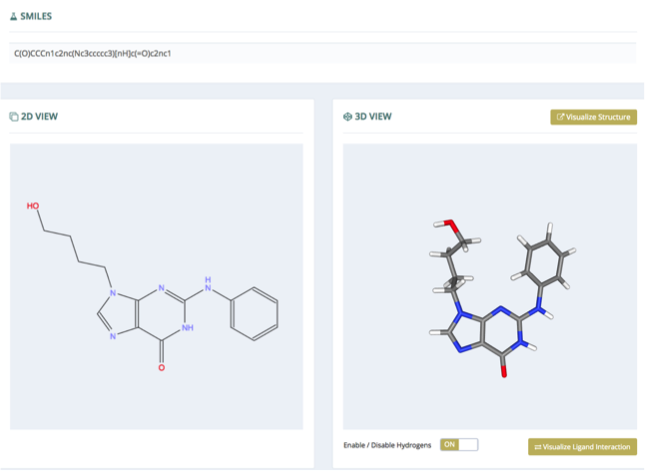 SMILES
C(O)CCCn1c2nc(Nc3ccccc3)[nH]c(=O)c2nc1
2D VIEW
3D VIEW
Visualize Structure
HO
N
N
H
N
N
NH
O
Enable / Disable Hydrogens
ON
Visualize Ligand Interaction